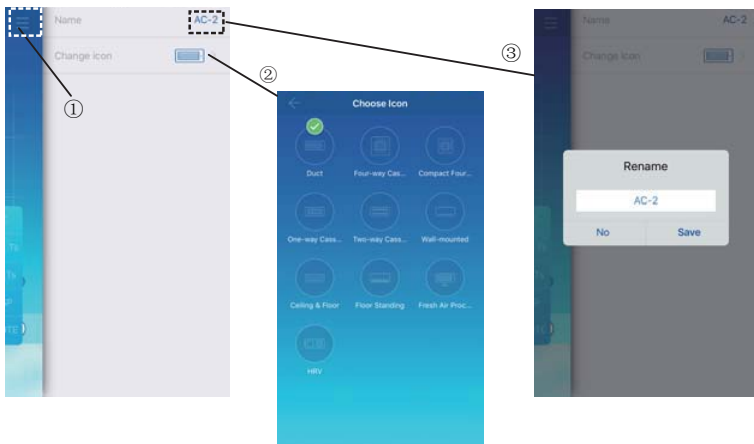 Name AC-2
Change icon
①
②
③
Choose Icon
Duct Four-way Cas... Compact Four...
One-way Cass... Two-way Cass... Wall-mounted
Ceiling & Floor Floor Standing Fresh Air Proc...
HRV
Name AC-2
Change icon
Rename
AC-2
No Save